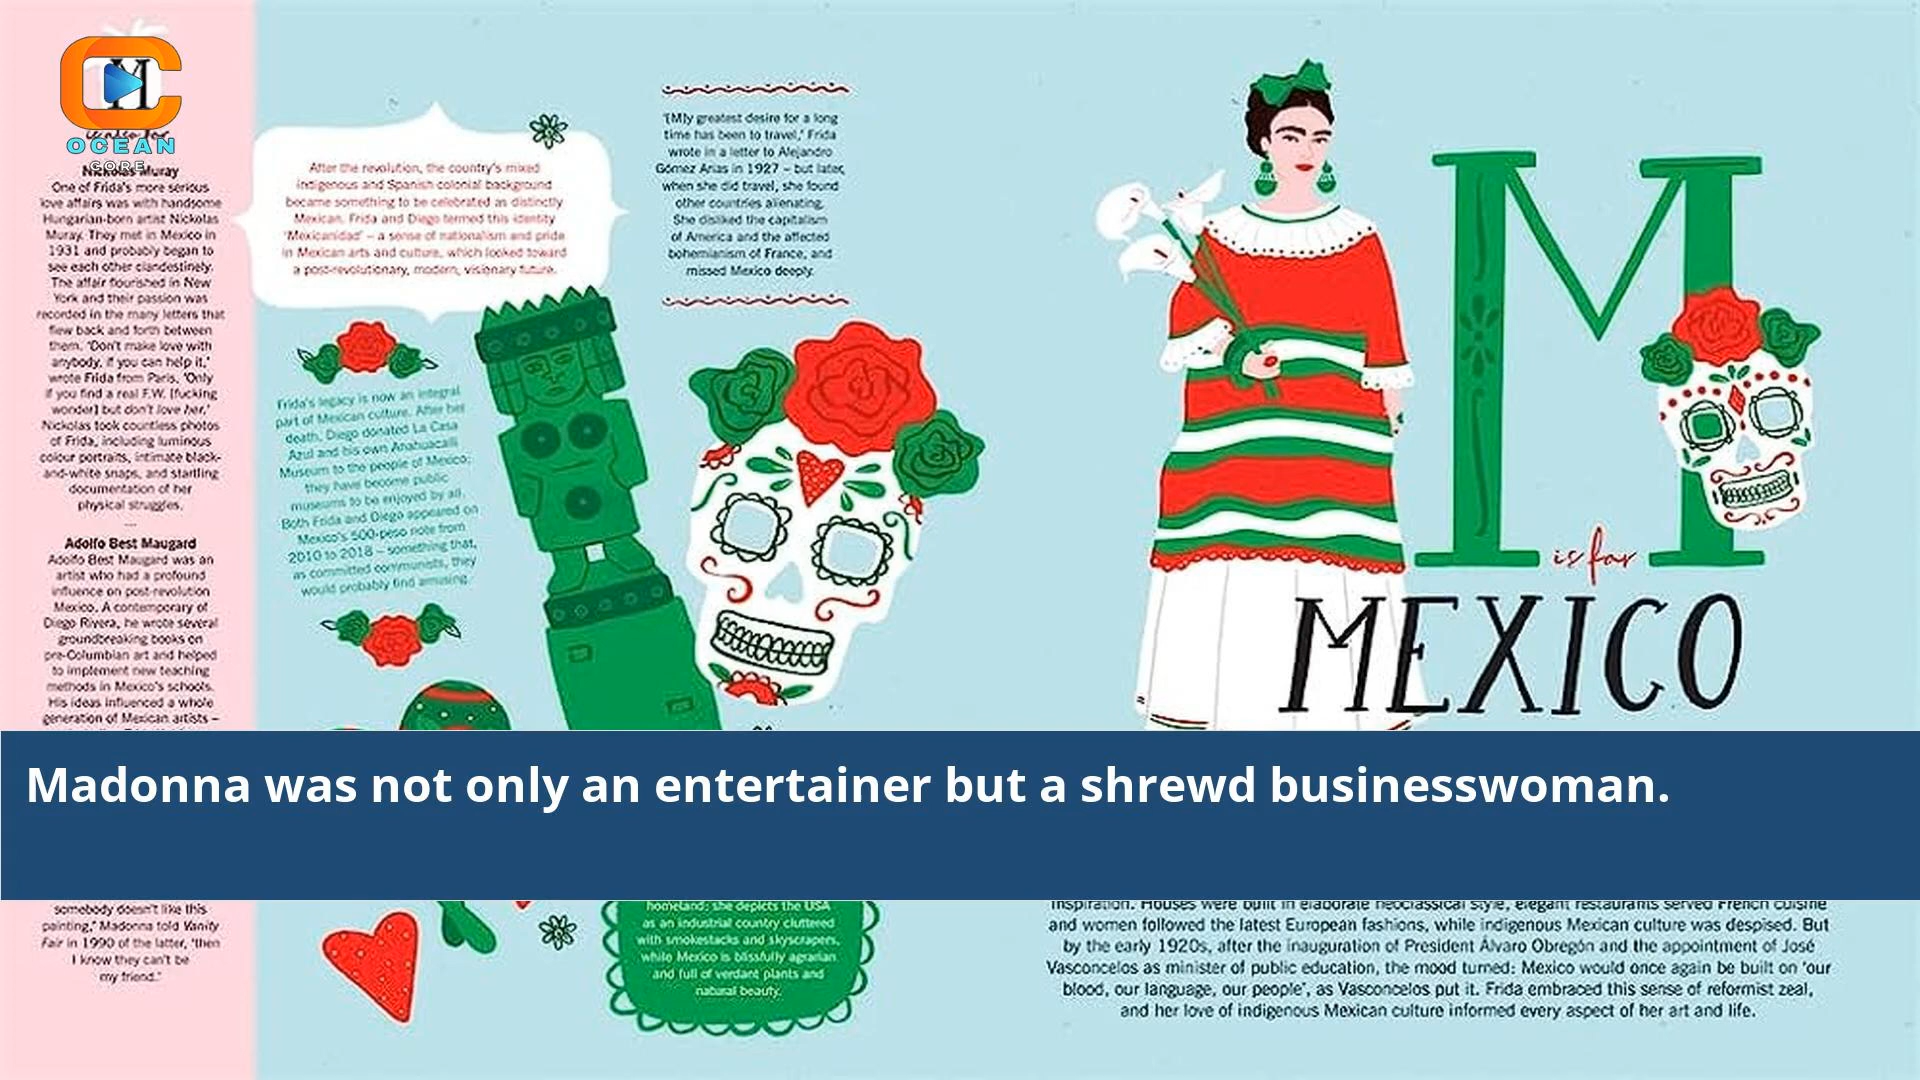 OCEAN
CORE
Nickolas Muray
One of Frida's more serious
love affairs was with handsome
Hungarian-born artist Nickolas
Muray. They met in Mexico in
1931 and probably began to
see each other clandestinely.
The affair flourished in New
York and their passion was
recorded in the many letters that
flew back and forth between
them. 'Don't make love with
anybody, if you can help it,'
wrote Frida from Paris. 'Only
if you find a real F.W. [fucking
wonder] but don't love her.'
Nickolas took countless photos
of Frida, including luminous
colour portraits, intimate black-
and-white snaps, and startling
documentation of her
physical struggles.
...
Adolfo Best Maugard
Adolfo Best Maugard was an
artist who had a profound
influence on post-revolution
Mexico. A contemporary of
Diego Rivera, he wrote several
groundbreaking books on
pre-Columbian art and helped
to implement new teaching
methods in Mexico's schools.
His ideas influenced a whole
generation of Mexican artists –
somebody doesn't like this
painting,' Madonna told Vanity
Fair in 1990 of the latter, 'then
I know they can't be
my friend.'
After the revolution, the country's mixed
indigenous and Spanish colonial background
became something to be celebrated as distinctly
Mexican. Frida and Diego termed this identity
'Mexicanidad' – a sense of nationalism and pride
in Mexican arts and culture, which looked toward
a post-revolutionary, modern, visionary future.
'[M]y greatest desire for a long
time has been to travel,' Frida
wrote in a letter to Alejandro
Gómez Arias in 1927 – but later,
when she did travel, she found
other countries alienating.
She disliked the capitalism
of America and the affected
bohemianism of France, and
missed Mexico deeply.
Frida's legacy is now an integral
part of Mexican culture. After her
death, Diego donated La Casa
Azul and his own Anahuacalli
Museum to the people of Mexico;
they have become public
museums to be enjoyed by all.
Both Frida and Diego appeared on
Mexico's 500-peso note from
2010 to 2018 – something that,
as committed communists, they
would probably find amusing.
homeland: she depicts the USA
as an industrial country cluttered
with smokestacks and skyscrapers,
while Mexico is blissfully agrarian
and full of verdant plants and
natural beauty.
M
is for
MEXICO
Madonna was not only an entertainer but a shrewd businesswoman.
inspiration. Houses were built in elaborate neoclassical style, elegant restaurants served French cuisine
and women followed the latest European fashions, while indigenous Mexican culture was despised. But
by the early 1920s, after the inauguration of President Álvaro Obregón and the appointment of José
Vasconcelos as minister of public education, the mood turned: Mexico would once again be built on 'our
blood, our language, our people', as Vasconcelos put it. Frida embraced this sense of reformist zeal,
and her love of indigenous Mexican culture informed every aspect of her art and life.